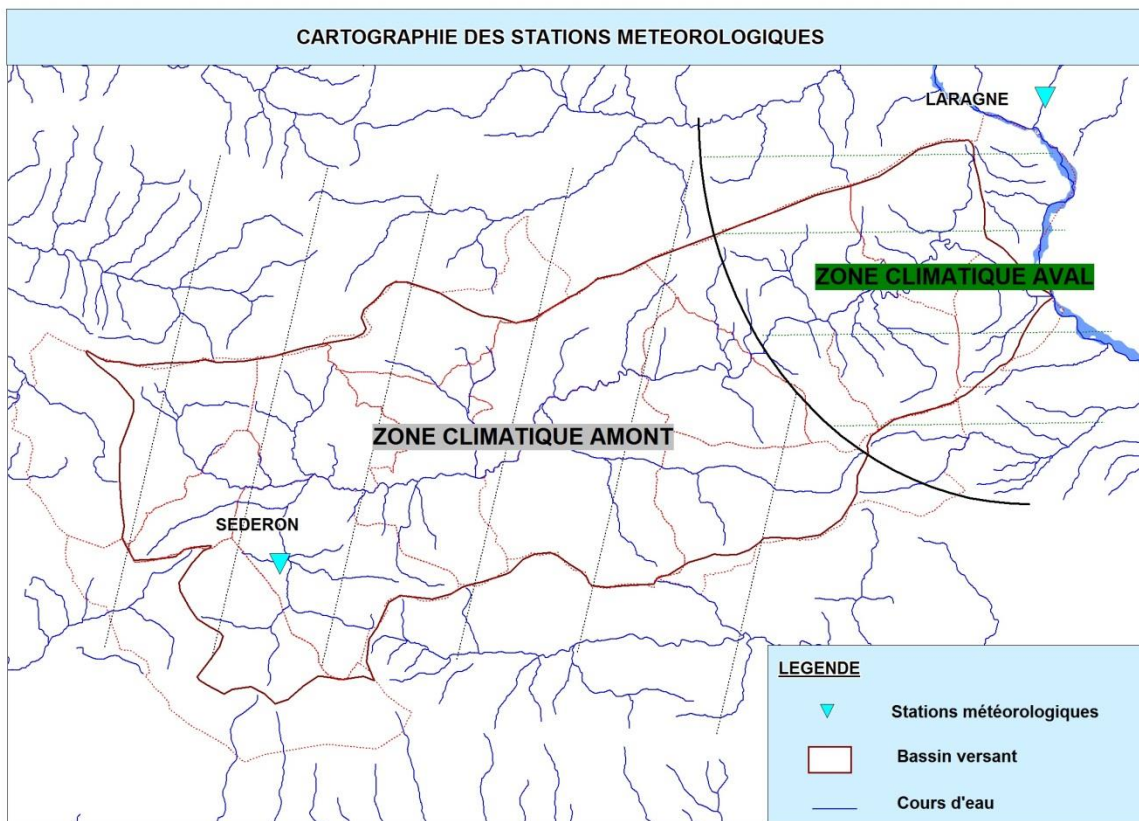 CARTOGRAPHIE DES STATIONS METEOROLOGIQUES
LARAGNE
ZONE CLIMATIQUE AVAL
ZONE CLIMATIQUE AMONT
SEDERON
LEGENDE
Stations météorologiques
Bassin versant
Cours d'eau